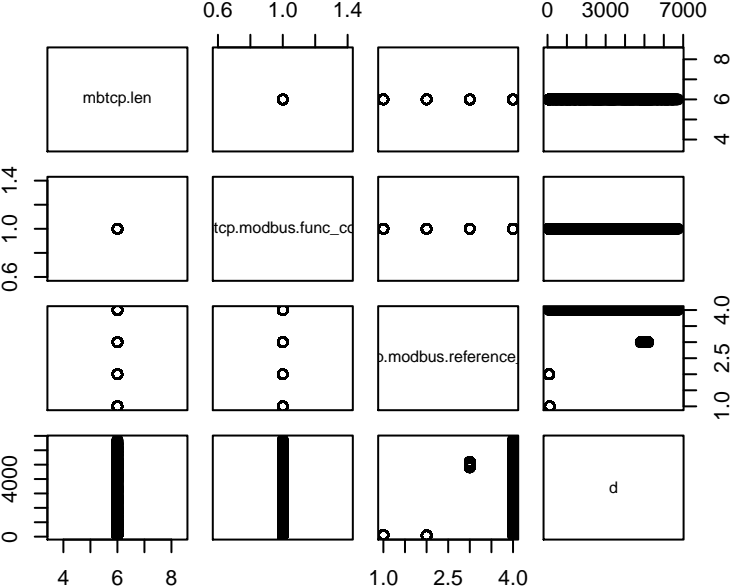 0.6 1.0 1.4 0 3000 7000
mbtcp.len
4 6 8
0.6 1.0 1.4
tcp.modbus.func_co
p.modbus.reference_
1.0 2.5 4.0
0 4000
d
4 6 8 1.0 2.5 4.0